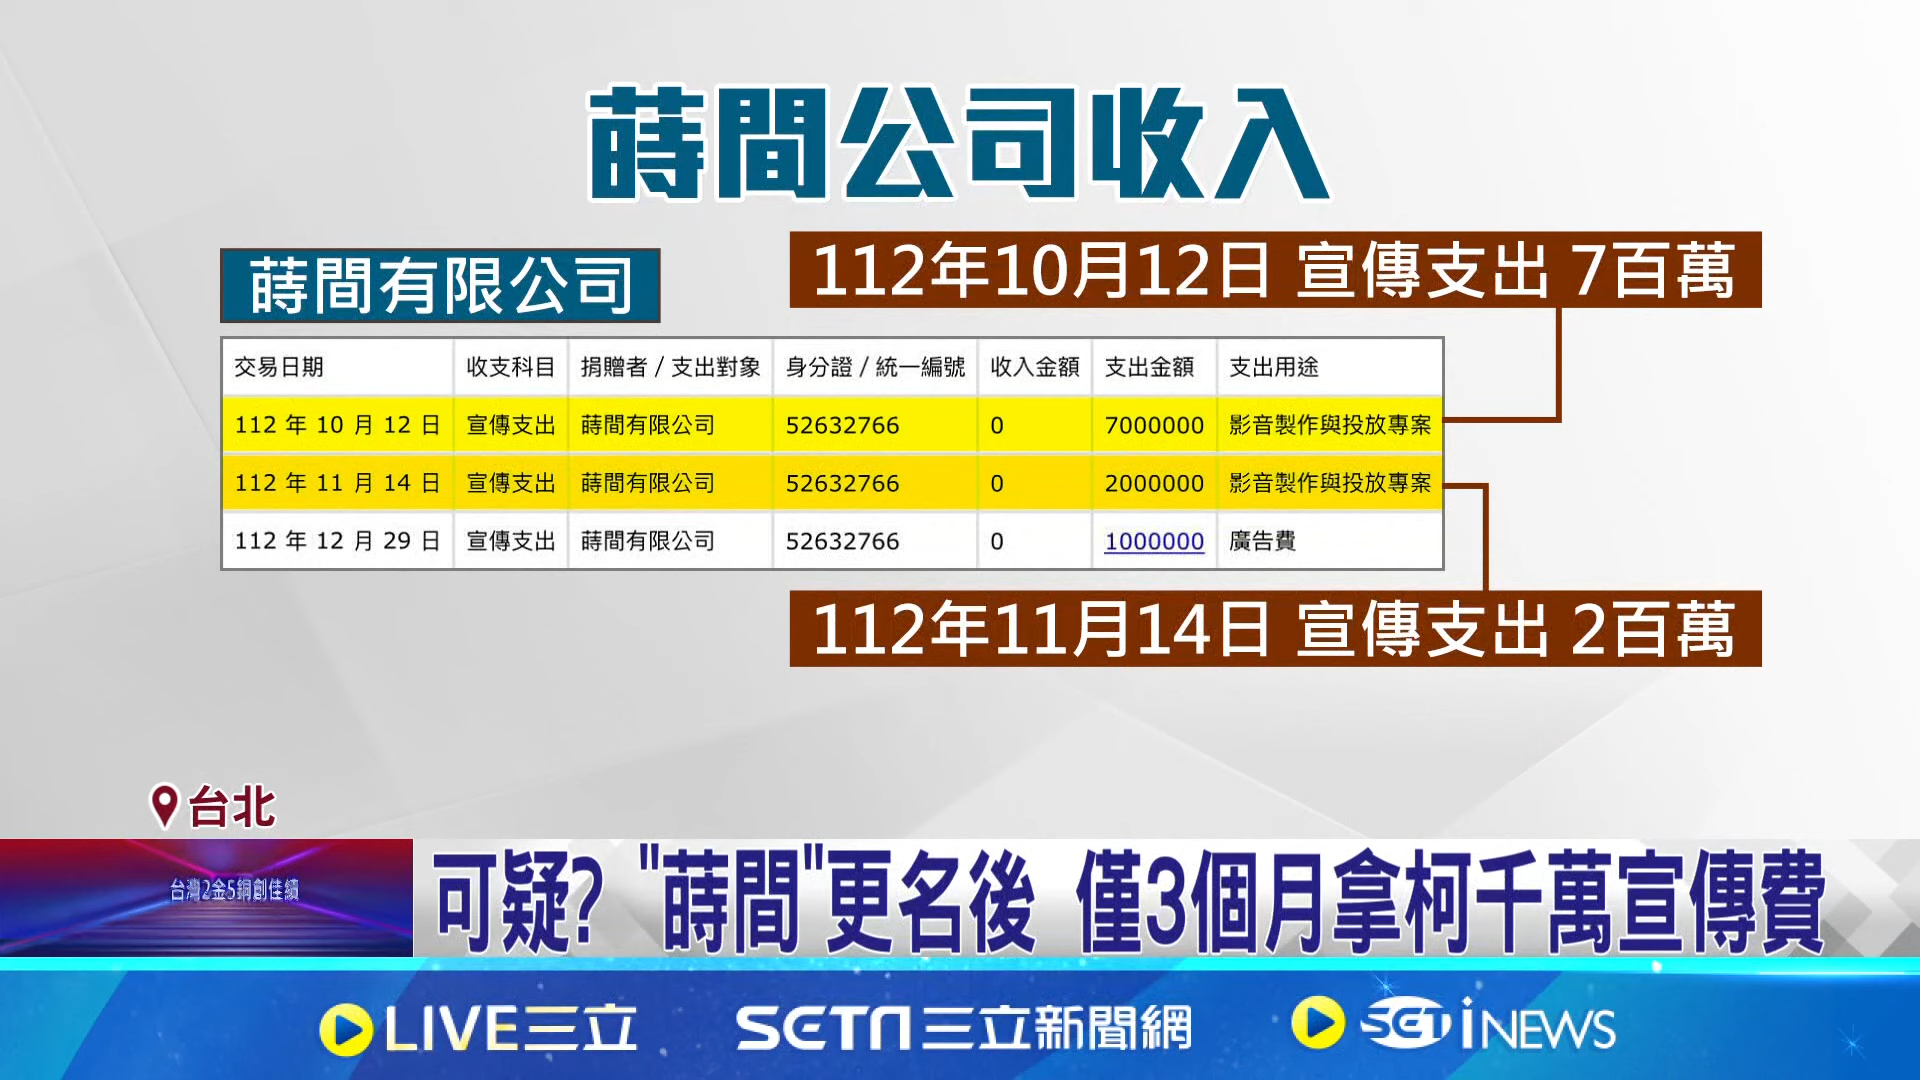 蒔間公司收入
蒔間有限公司
112年10月12日 宣傳支出 7百萬
交易日期 收支科目 捐贈者 / 支出對象 身分證 / 統一編號 收入金額 支出金額 支出用途
112 年 10 月 12 日 宣傳支出 蒔間有限公司 52632766 0 7000000 影音製作與投放專案
112 年 11 月 14 日 宣傳支出 蒔間有限公司 52632766 0 2000000 影音製作與投放專案
112 年 12 月 29 日 宣傳支出 蒔間有限公司 52632766 0 1000000 廣告費
112年11月14日 宣傳支出 2百萬
台北
台灣2金5銅創佳績
可疑? "蒔間"更名後 僅3個月拿柯千萬宣傳費
LIVE三立
SETN三立新聞網
SET iNEWS